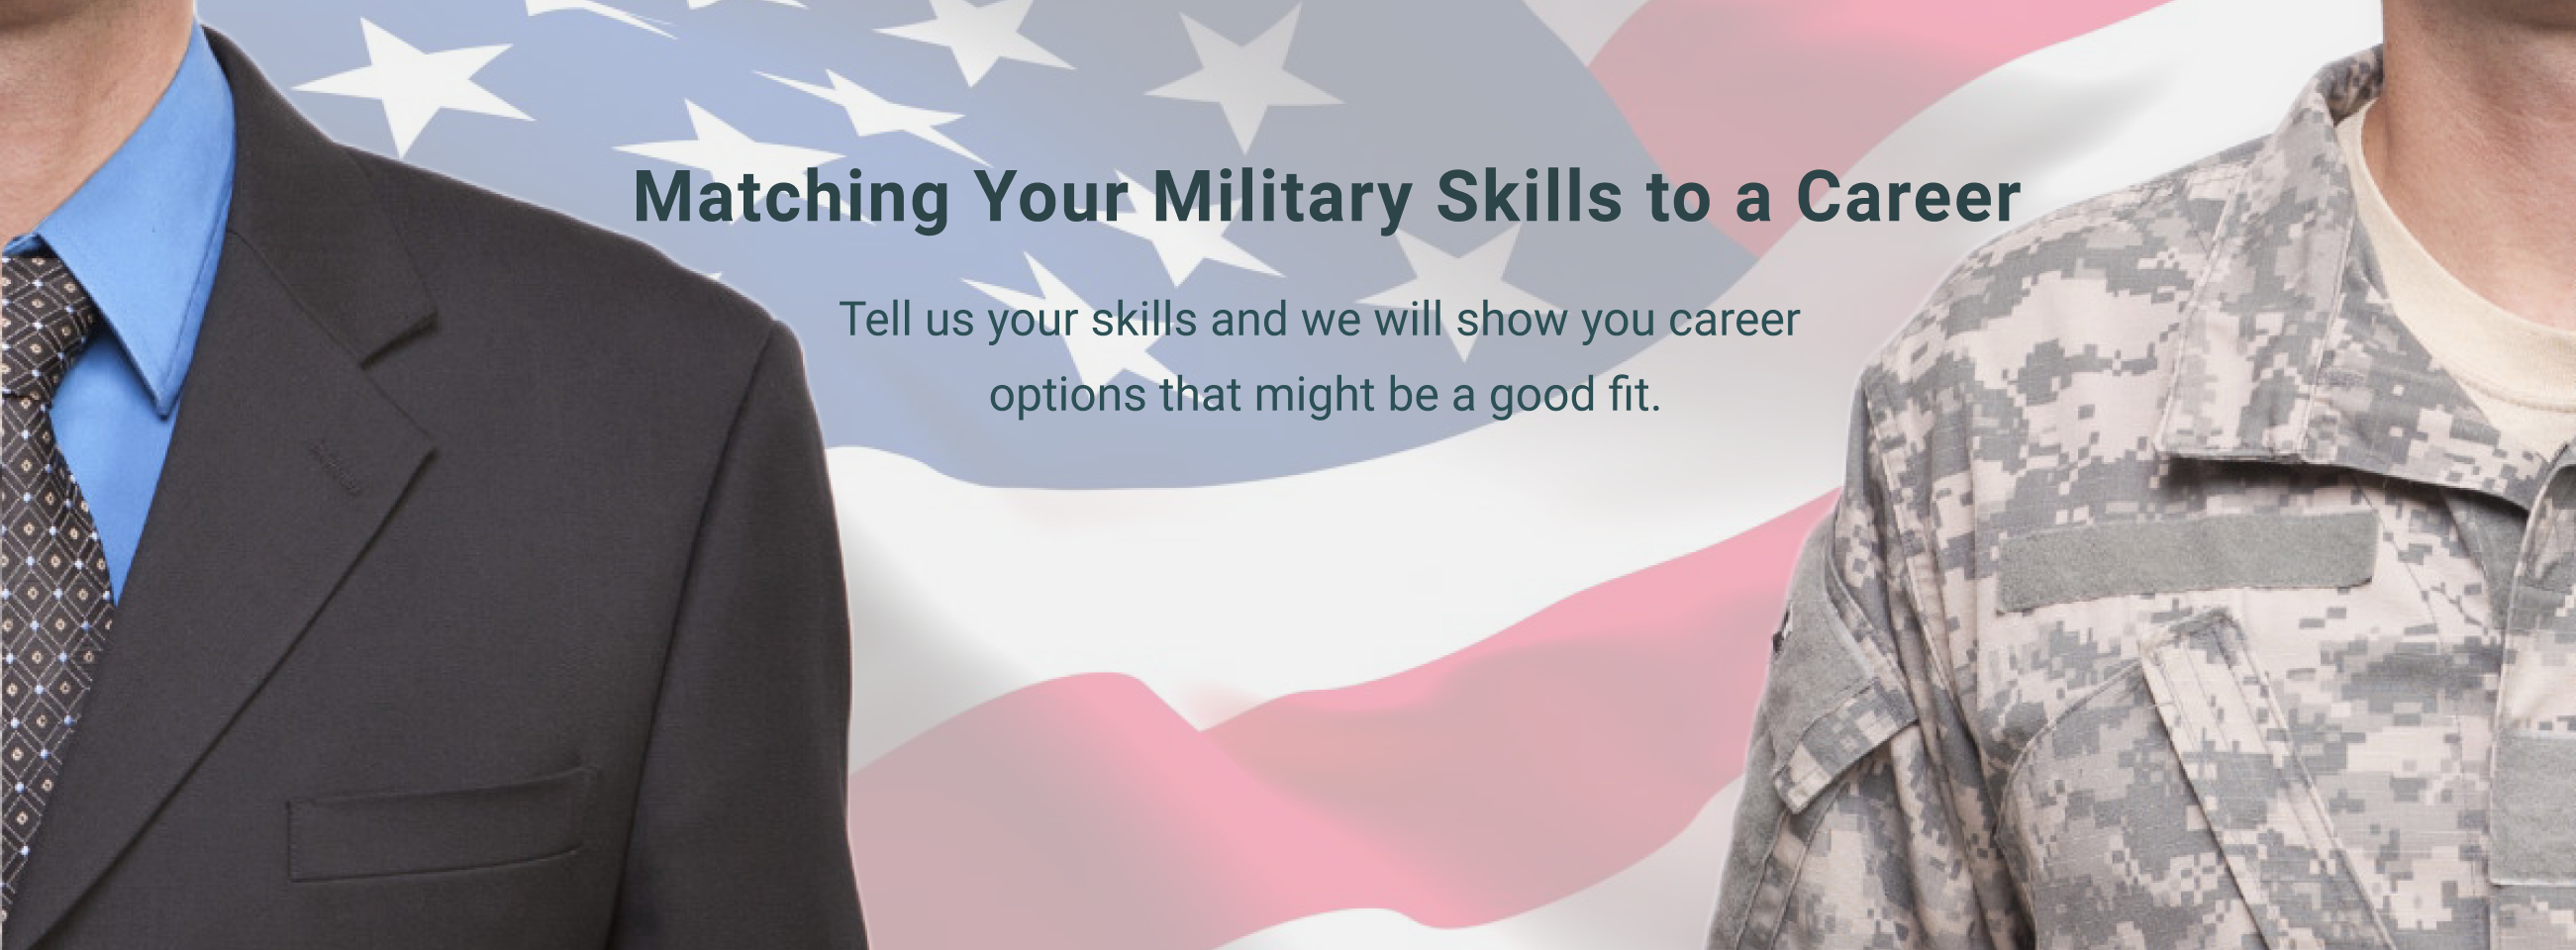 Matching Your Military Skills to a Career
Tell us your skills and we will show you career
options that might be a good fit.